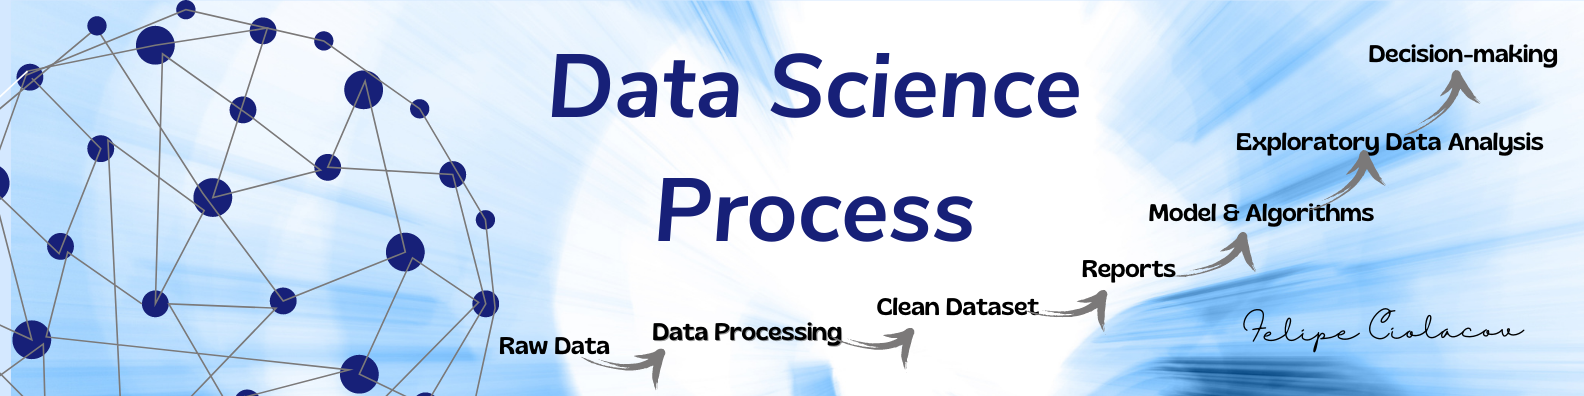 Data Science
Process
Raw Data
Data Processing
Clean Dataset
Reports
Model & Algorithms
Exploratory Data Analysis
Decision-making
Felipe Ciolacov